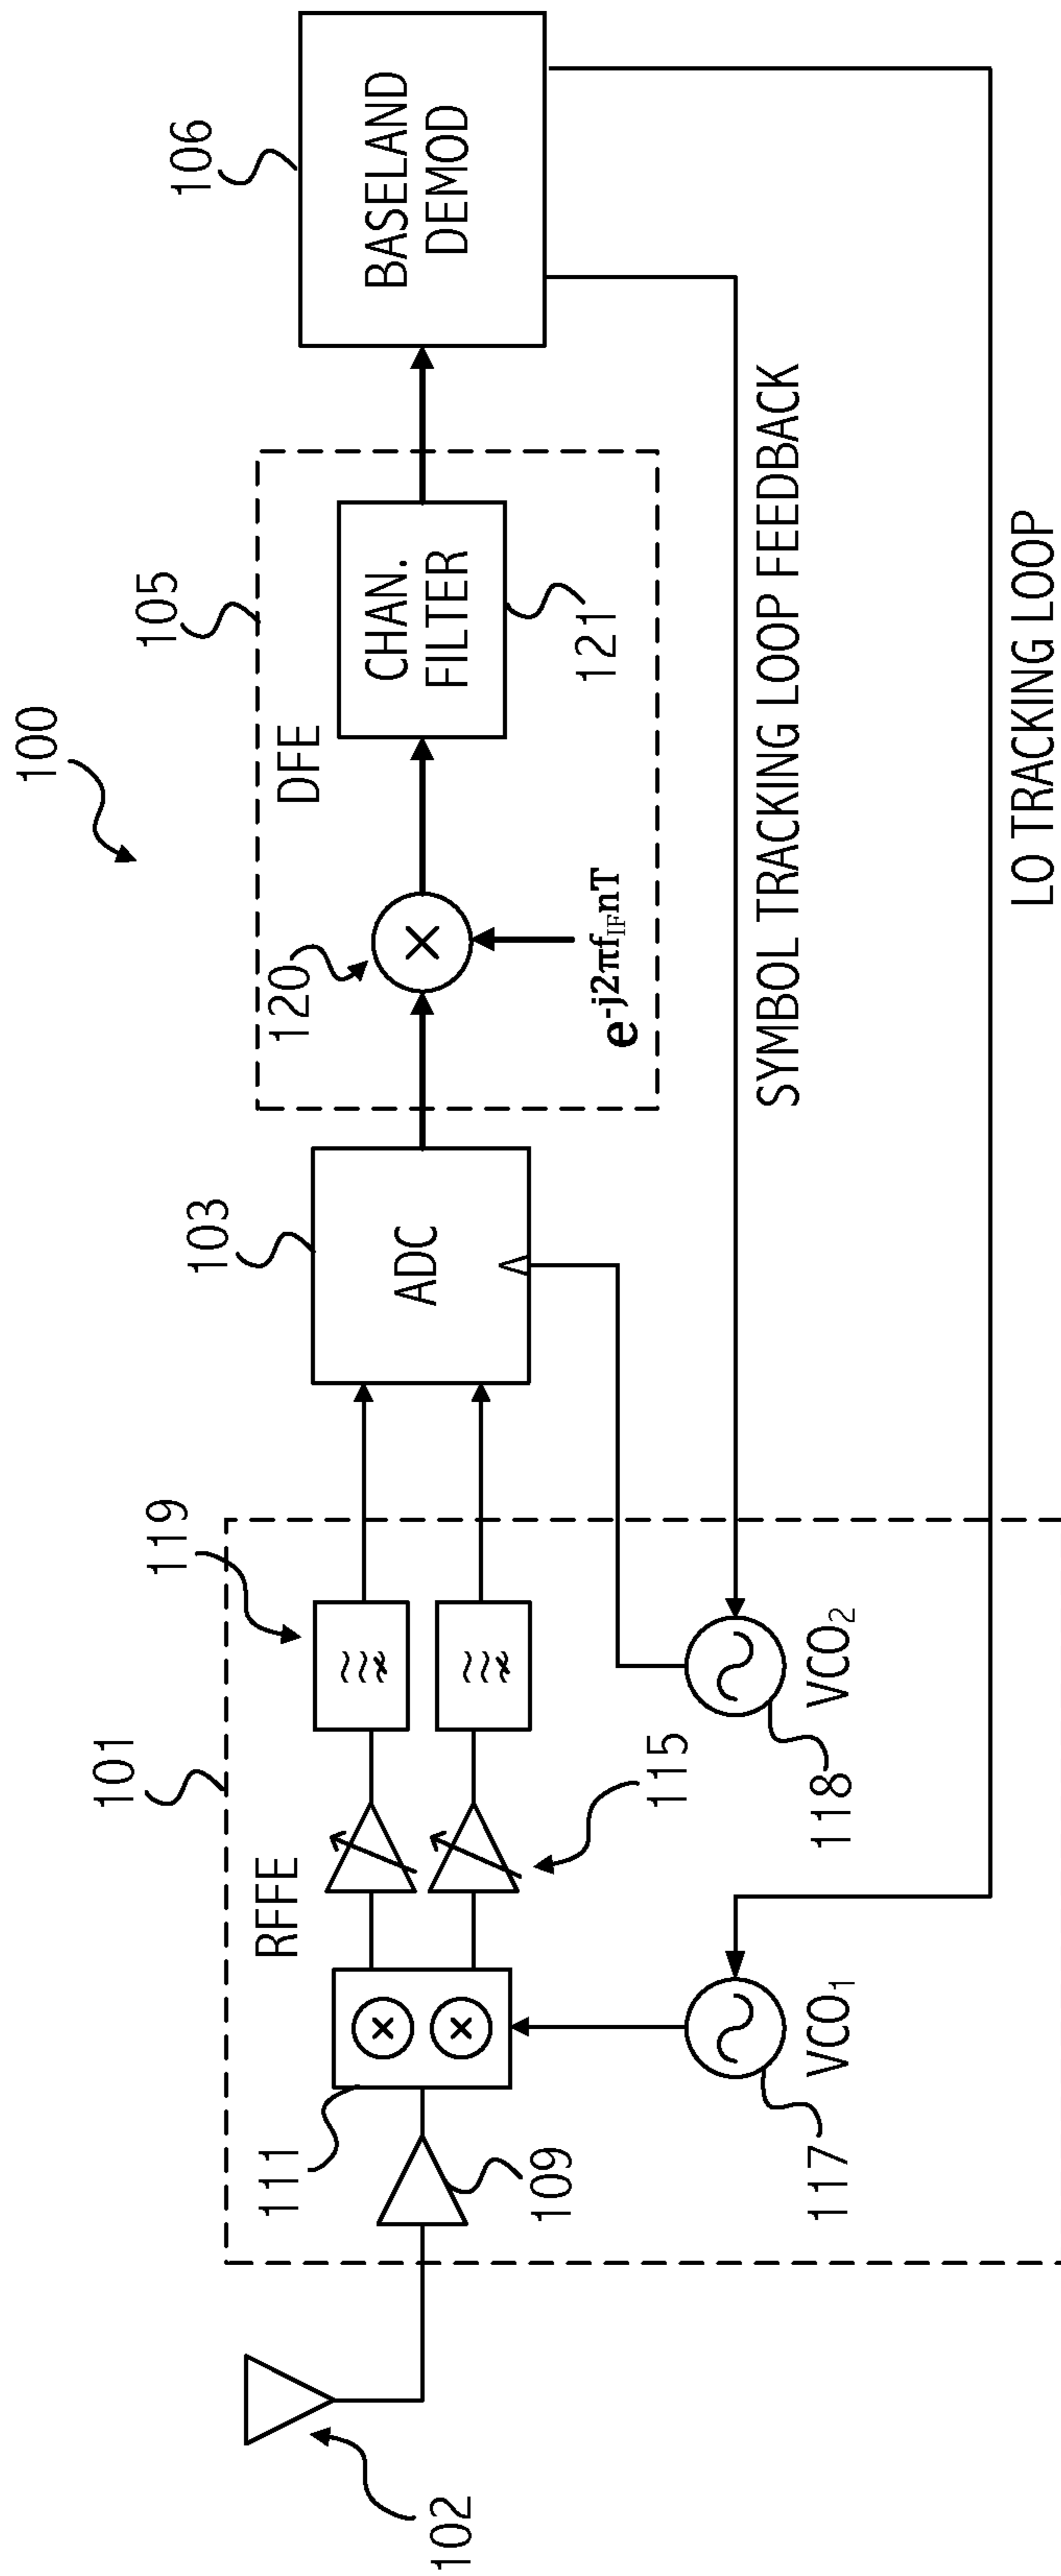 100
101
RFFE
119
103
105
DFE
106
102
109
111
115
ADC
120
e^-j2πf_IFnT
CHAN.
FILTER
121
BASELAND
DEMOD
117
VCO₁
118
VCO₂
SYMBOL TRACKING LOOP FEEDBACK
LO TRACKING LOOP